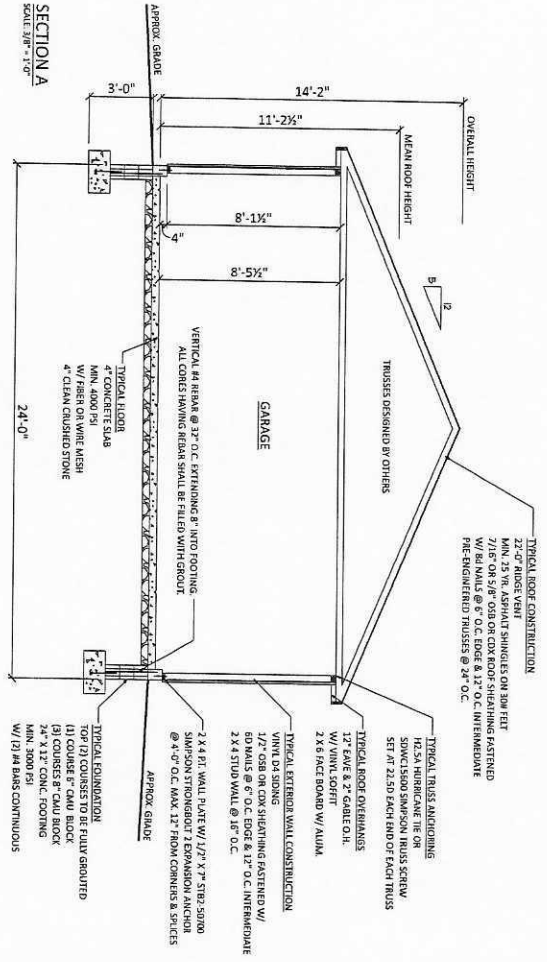 OVERALL HEIGHT
MEAN ROOF HEIGHT
14'-2"
11'-2½"
8'-1½"
8'-5½"
4"
3'-0"
APPROX. GRADE
12
TRUSSES DESIGNED BY OTHERS
GARAGE
VERTICAL #4 REBAR @ 32" O.C. EXTENDING 8" INTO FOOTING.
ALL CORES HAVING REBAR SHALL BE FILLED WITH GROUT.
TYPICAL FLOOR
4" CONCRETE SLAB
MIN. 4000 PSI
W/ FIBER OR WIRE MESH
4" CLEAN CRUSHED STONE
24'-0"
TYPICAL ROOF CONSTRUCTION
22'-0" RIDGE VENT
MIN. 25 YR. ASPHALT SHINGLES ON 30# FELT
7/16" OR 5/8" OSB OR CDX ROOF SHEATHING FASTENED
W/ 8d NAILS @ 6" O.C. EDGE & 12" O.C. INTERMEDIATE
PRE-ENGINEERED TRUSSES @ 24" O.C.
TYPICAL TRUSS ANCHORING
H2.5A HURRICANE TIE OR
SDWC15600 SIMPSON TRUSS SCREW
SET AT 22.5D EACH END OF EACH TRUSS
TYPICAL ROOF OVERHANGS
12" EAVE & 2" GABLE O.H.
W/ VINYL SOFFIT
2 X 6 FACE BOARD W/ ALUM.
TYPICAL EXTERIOR WALL CONSTRUCTION
VINYL D4 SIDING
1/2" OSB OR CDX SHEATHING FASTENED W/
6D NAILS @ 6" O.C. EDGE & 12" O.C. INTERMEDIATE
2 X 4 STUD WALL @ 16" O.C.
2 X 4 P.T. WALL PLATE W/ 1/2" X 7" STB2-50700
SIMPSON STRONGBOLT 2 EXPANSION ANCHOR
@ 4'-0" O.C. MAX. 12" FROM CORNERS & SPLICES
APPROX. GRADE
TYPICAL FOUNDATION
TOP (2) COURSES TO BE FULLY GROUTED
(1) COURSE 6" CMU BLOCK
(3) COURSES 8" CMU BLOCK
24" X 12" CONC. FOOTING
MIN. 3000 PSI
W/ (2) #4 BARS CONTINUOUS
SECTION A
SCALE: 3/8" = 1'-0"